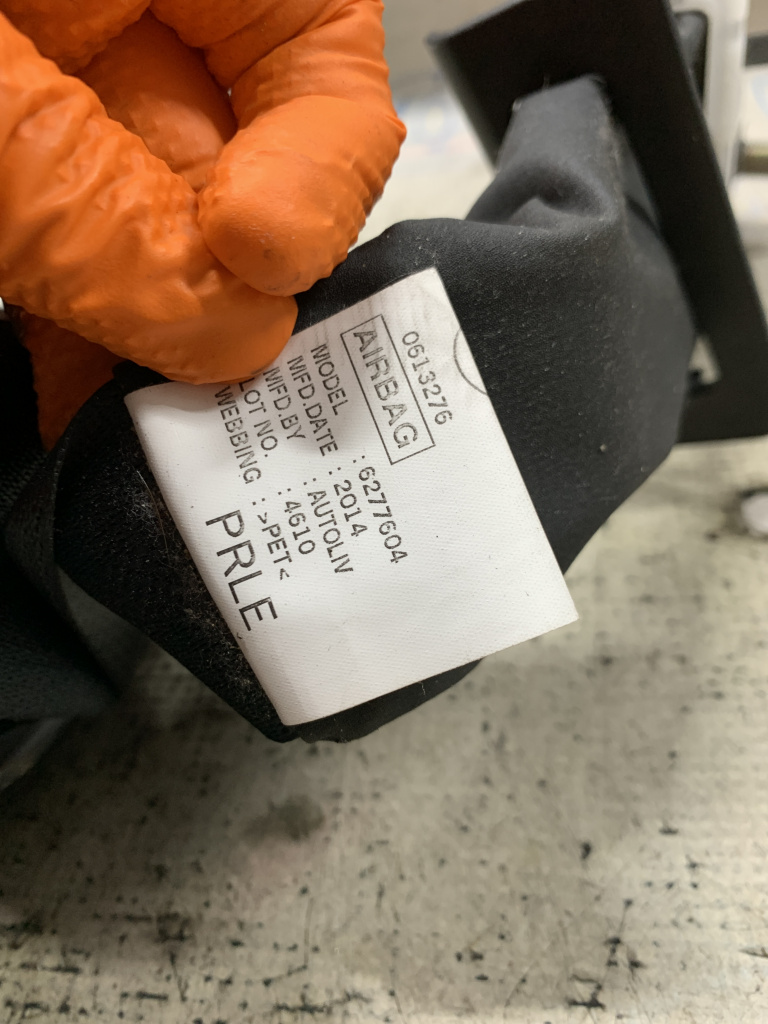 0613276
AIRBAG
MODEL : 6277604
MFD.DATE : 2014
MFD.BY : AUTOLIV
LOT NO. : 4610
WEBBING : >PET<
PRLE